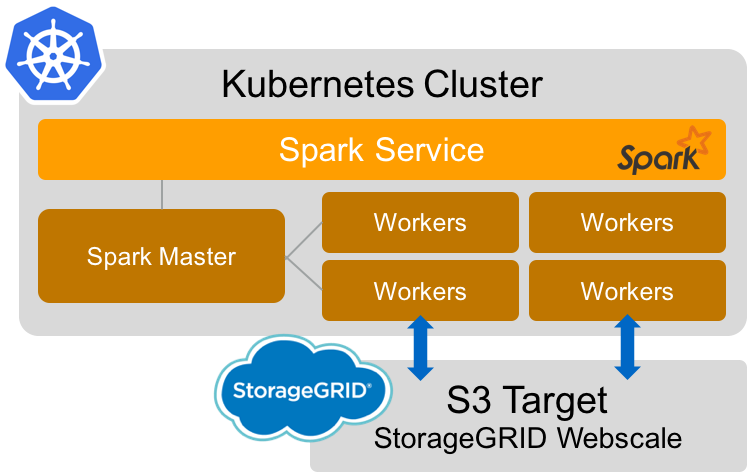 Kubernetes Cluster
Spark Service
Spark
Spark Master
Workers
Workers
Workers
Workers
StorageGRID®
S3 Target
StorageGRID Webscale